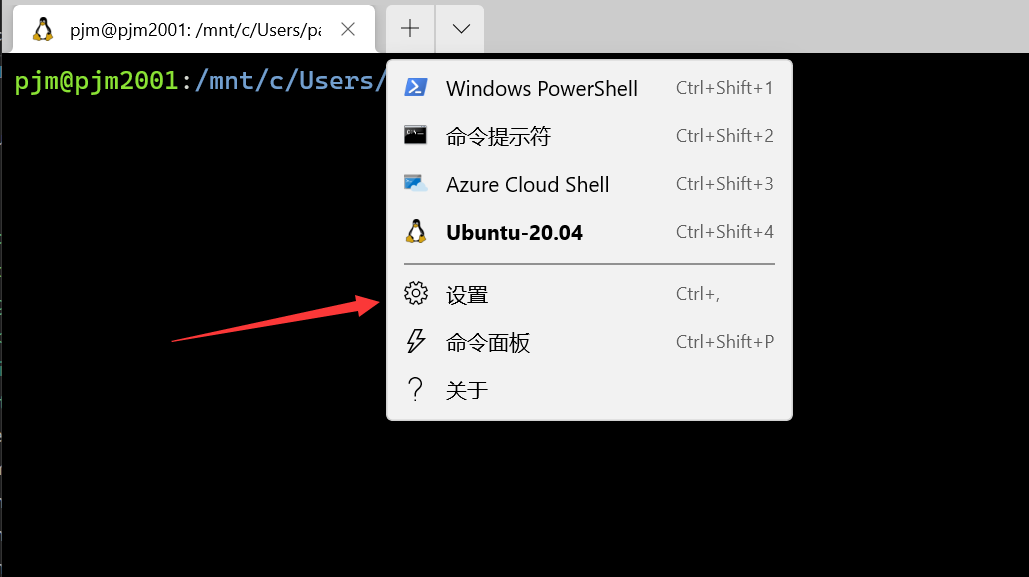 pjm@pjm2001: /mnt/c/Users/pa
pjm@pjm2001:/mnt/c/Users/
Windows PowerShell Ctrl+Shift+1
命令提示符 Ctrl+Shift+2
Azure Cloud Shell Ctrl+Shift+3
Ubuntu-20.04 Ctrl+Shift+4
设置 Ctrl+,
命令面板 Ctrl+Shift+P
关于